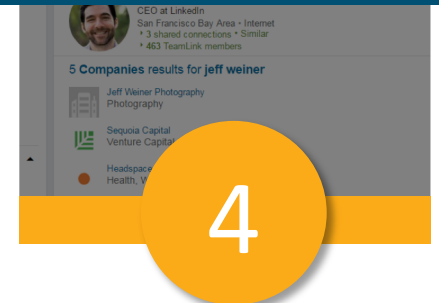 CEO at LinkedIn
San Francisco Bay Area • Internet
• 3 shared connections • Similar
• 463 TeamLink members
5 Companies results for jeff weiner
Jeff Weiner Photography
Photography
Sequoia Capital
Venture Capital
Headspace
Health, W
4